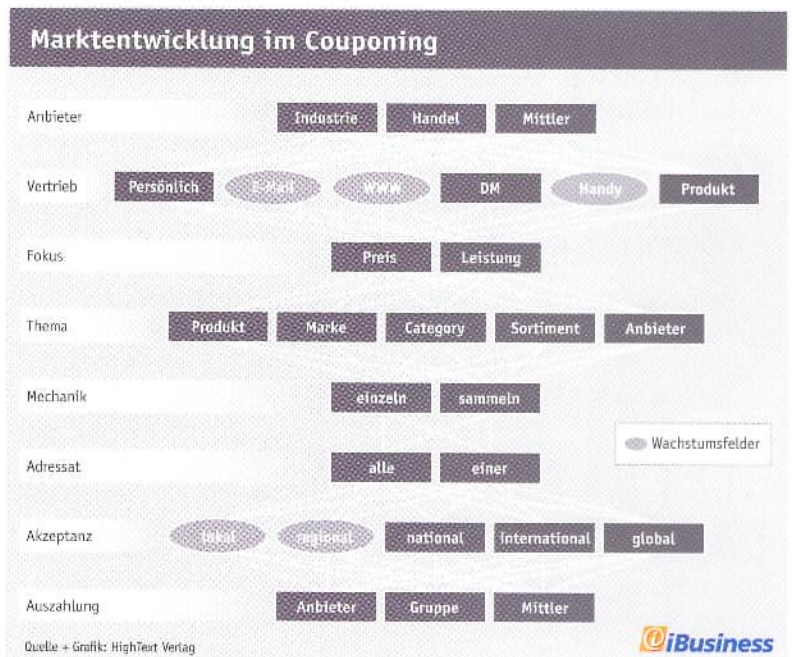 Marktentwicklung im Couponing
Anbieter Industrie Handel Mittler
Vertrieb Persönlich E-Mail WWW DM Handy Produkt
Fokus Preis Leistung
Thema Produkt Marke Category Sortiment Anbieter
Mechanik einzeln sammeln
Wachstumsfelder
Adressat alle einer
Akzeptanz lokal regional national international global
Auszahlung Anbieter Gruppe Mittler
Quelle + Grafik: HighText Verlag
@iBusiness